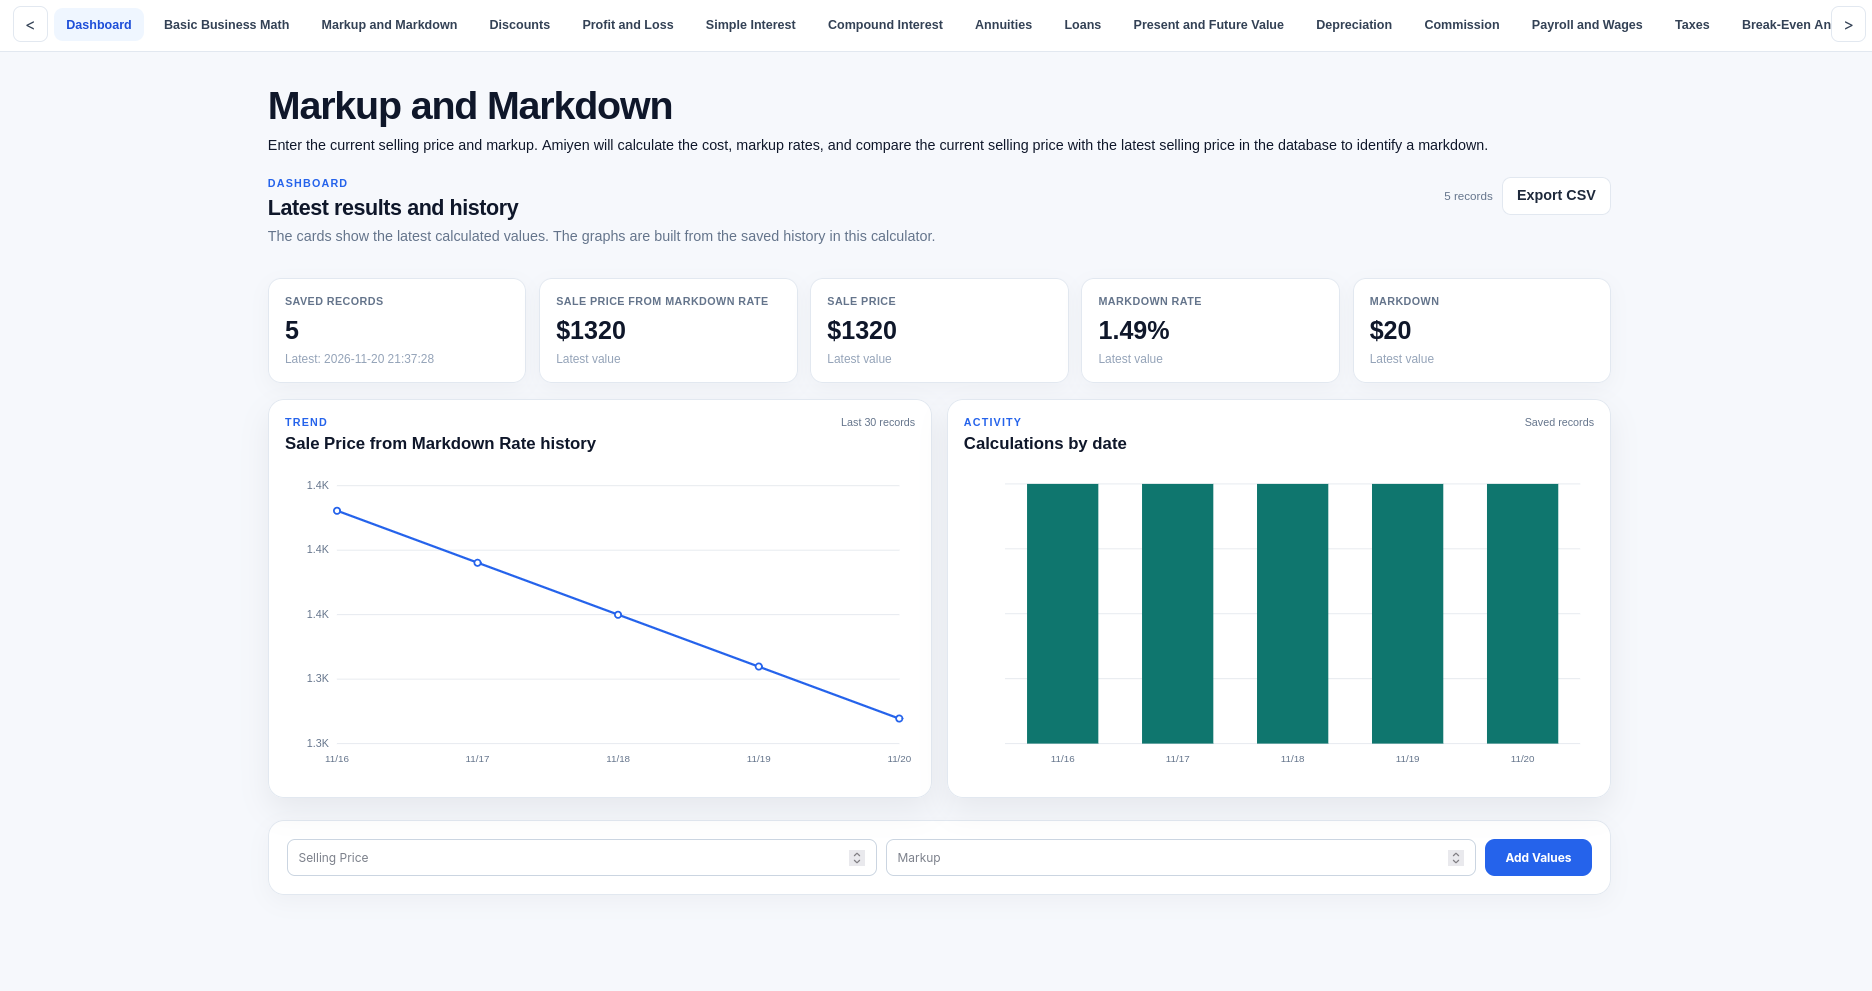 < Dashboard Basic Business Math Markup and Markdown Discounts Profit and Loss Simple Interest Compound Interest Annuities Loans Present and Future Value Depreciation Commission Payroll and Wages Taxes Break-Even An >
Markup and Markdown
Enter the current selling price and markup. Amiyen will calculate the cost, markup rates, and compare the current selling price with the latest selling price in the database to identify a markdown.
DASHBOARD
Latest results and history
The cards show the latest calculated values. The graphs are built from the saved history in this calculator.
5 records Export CSV
SAVED RECORDS
5
Latest: 2026-11-20 21:37:28
SALE PRICE FROM MARKDOWN RATE
$1320
Latest value
SALE PRICE
$1320
Latest value
MARKDOWN RATE
1.49%
Latest value
MARKDOWN
$20
Latest value
TREND
Last 30 records
Sale Price from Markdown Rate history
1.4K
1.4K
1.4K
1.3K
1.3K
11/16 11/17 11/18 11/19 11/20
ACTIVITY
Saved records
Calculations by date
11/16 11/17 11/18 11/19 11/20
Selling Price
Markup
Add Values